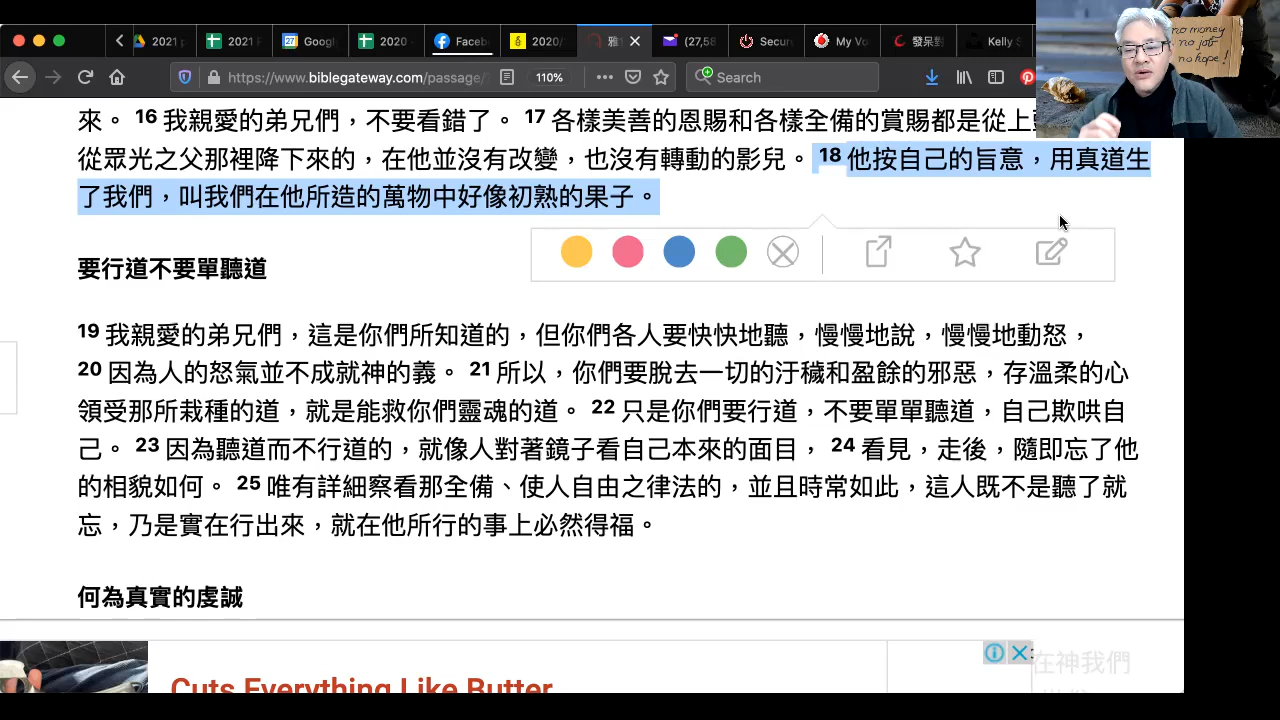 2021 p
2021 F
27
Googl
2020 -
Faceb
2020/
雅
(27,58
Secur
My Vo
發呆對
Kelly S
https://www.biblegateway.com/passage/
110%
Search
no money
no job
no hope!
來。 16 我親愛的弟兄們，不要看錯了。 17 各樣美善的恩賜和各樣全備的賞賜都是從上
從眾光之父那裡降下來的，在他並沒有改變，也沒有轉動的影兒。 18 他按自己的旨意，用真道生
了我們，叫我們在他所造的萬物中好像初熟的果子。
要行道不要單聽道
19 我親愛的弟兄們，這是你們所知道的，但你們各人要快快地聽，慢慢地說，慢慢地動怒，
20 因為人的怒氣並不成就神的義。 21 所以，你們要脫去一切的汙穢和盈餘的邪惡，存溫柔的心
領受那所栽種的道，就是能救你們靈魂的道。 22 只是你們要行道，不要單單聽道，自己欺哄自
己。 23 因為聽道而不行道的，就像人對著鏡子看自己本來的面目， 24 看見，走後，隨即忘了他
的相貌如何。 25 唯有詳細察看那全備、使人自由之律法的，並且時常如此，這人既不是聽了就
忘，乃是實在行出來，就在他所行的事上必然得福。
何為真實的虔誠
在神我們
Cuts Everything Like Butter